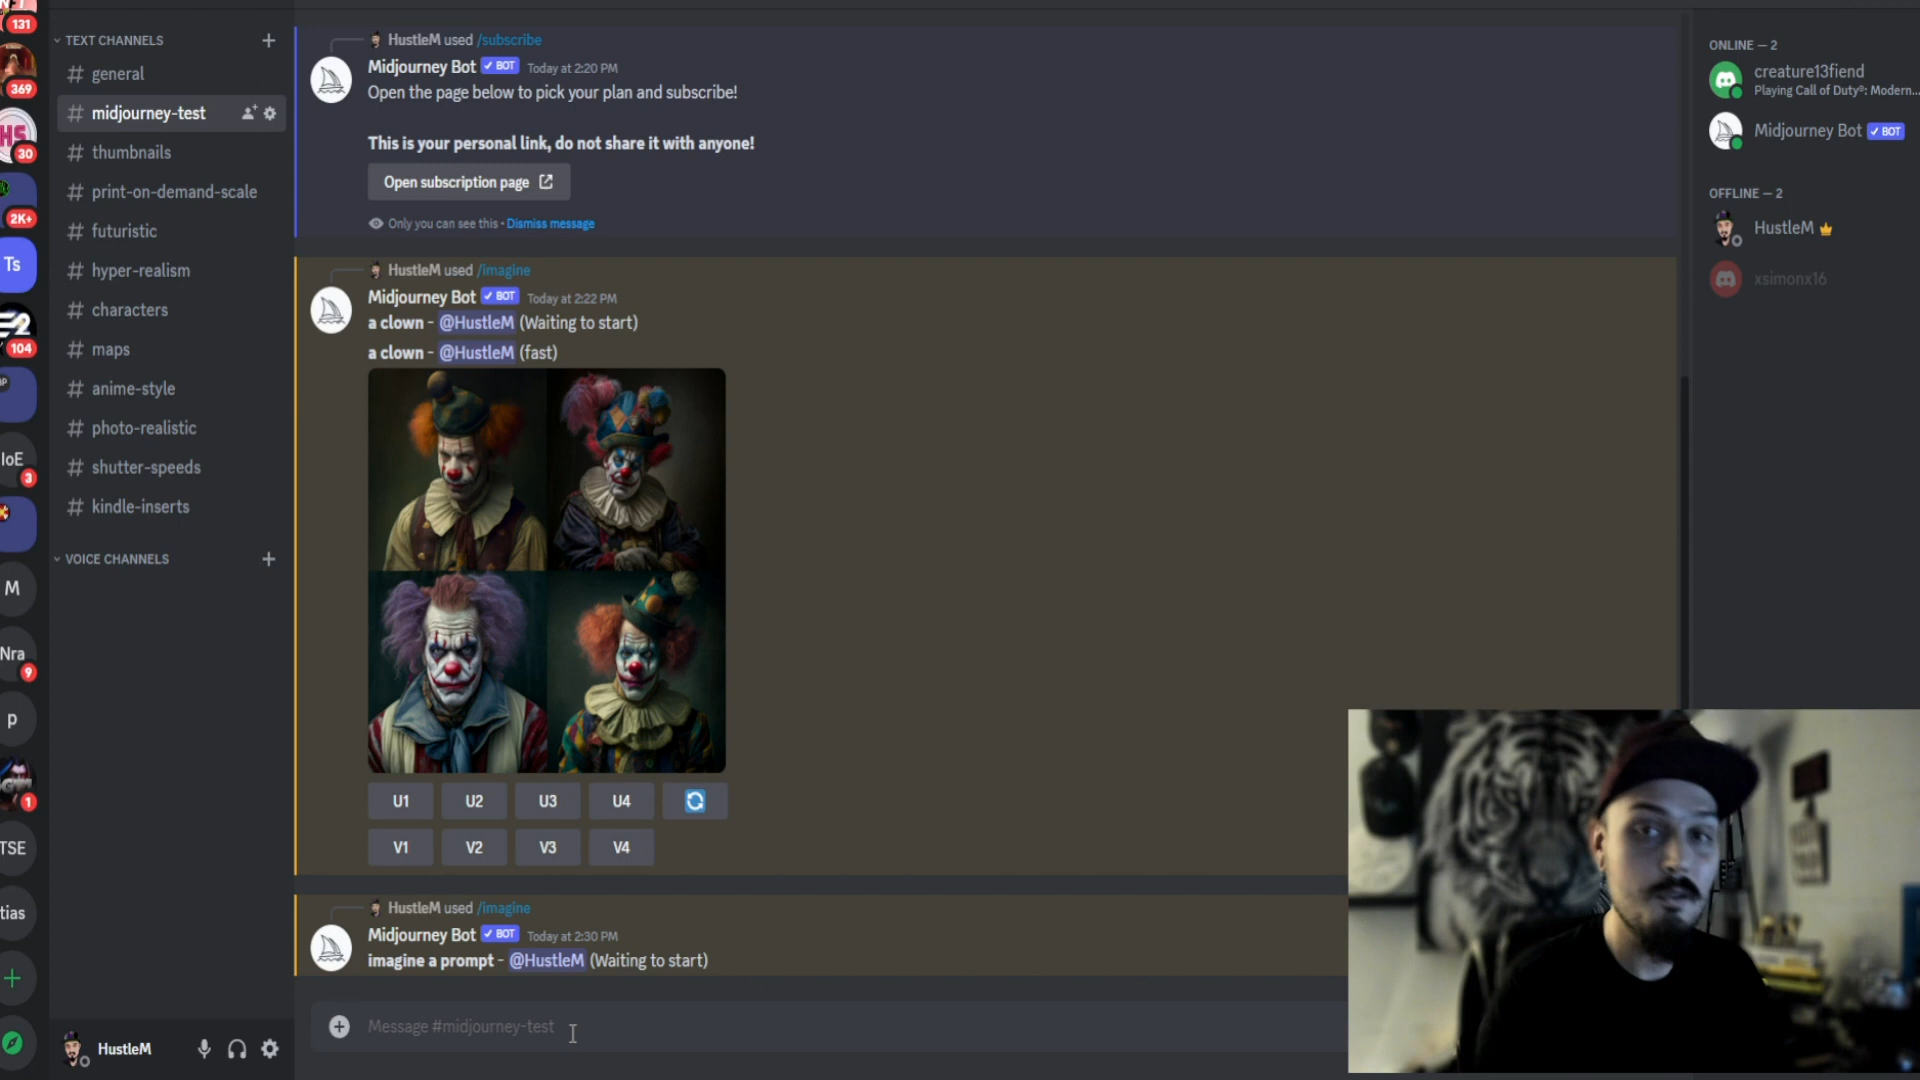 131
369
HS
30
2K+
Ts
104
IoE
3
M
Nra
9
p
1
TSE
tias
TEXT CHANNELS
general
midjourney-test
thumbnails
print-on-demand-scale
futuristic
hyper-realism
characters
maps
anime-style
photo-realistic
shutter-speeds
kindle-inserts
VOICE CHANNELS
HustleM
HustleM used /subscribe
Midjourney Bot ✓ BOT Today at 2:20 PM
Open the page below to pick your plan and subscribe!
This is your personal link, do not share it with anyone!
Open subscription page
Only you can see this • Dismiss message
HustleM used /imagine
Midjourney Bot ✓ BOT Today at 2:22 PM
a clown - @HustleM (Waiting to start)
a clown - @HustleM (fast)
U1 U2 U3 U4
V1 V2 V3 V4
HustleM used /imagine
Midjourney Bot ✓ BOT Today at 2:30 PM
imagine a prompt - @HustleM (Waiting to start)
Message #midjourney-test
ONLINE — 2
creature13fiend
Playing Call of Duty®: Modern...
Midjourney Bot ✓ BOT
OFFLINE — 2
HustleM
xsimonx16